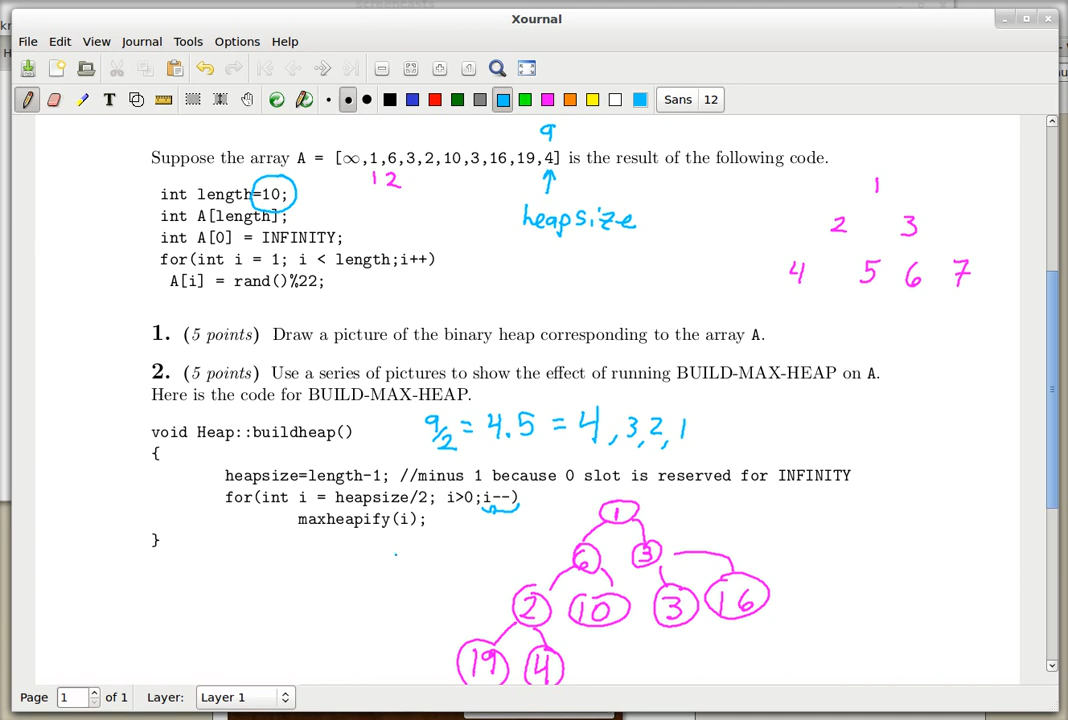 screencasts
Xournal
File Edit View Journal Tools Options Help
Sans 12
9
Suppose the array A = [∞,1,6,3,2,10,3,16,19,4] is the result of the following code.
1 2
int length=10;
heapsize
int A[length];
int A[0] = INFINITY;
for(int i = 1; i < length;i++)
A[i] = rand()%22;
1
2 3
4 5 6 7
1. (5 points) Draw a picture of the binary heap corresponding to the array A.
2. (5 points) Use a series of pictures to show the effect of running BUILD-MAX-HEAP on A.
Here is the code for BUILD-MAX-HEAP.
9/2 = 4.5 = 4, 3, 2, 1
void Heap::buildheap()
{
heapsize=length-1; //minus 1 because 0 slot is reserved for INFINITY
for(int i = heapsize/2; i>0;i--)
maxheapify(i);
}
1
6 3
2 10 3 16
19 4
Page 1 of 1 Layer: Layer 1